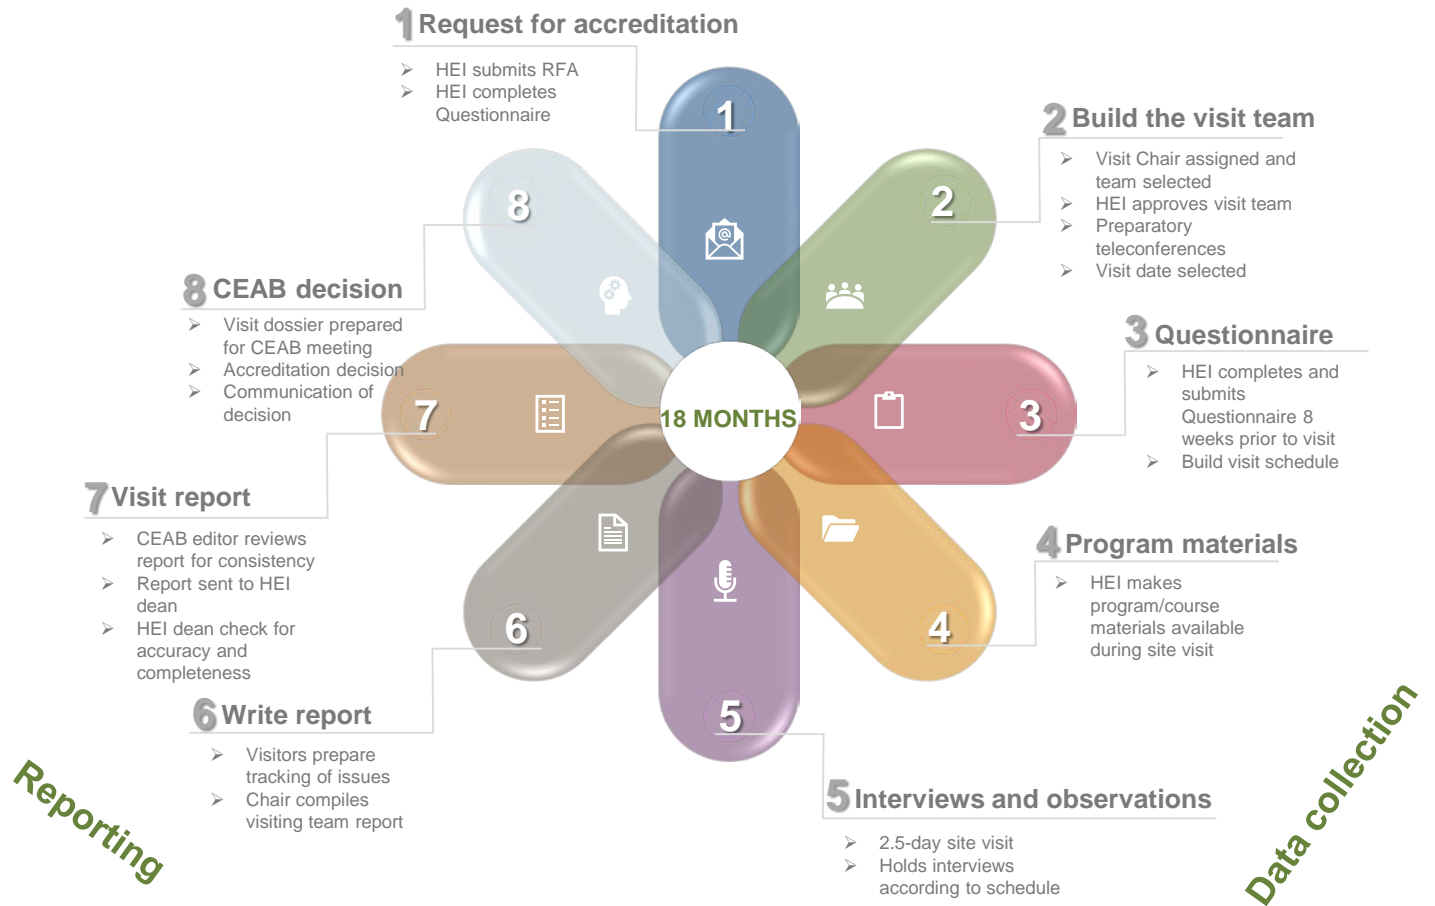 1 Request for accreditation
➢ HEI submits RFA
➢ HEI completes
Questionnaire
2 Build the visit team
➢ Visit Chair assigned and
team selected
➢ HEI approves visit team
➢ Preparatory
teleconferences
➢ Visit date selected
3 Questionnaire
➢ HEI completes and
submits
Questionnaire 8
weeks prior to visit
➢ Build visit schedule
4 Program materials
➢ HEI makes
program/course
materials available
during site visit
5 Interviews and observations
➢ 2.5-day site visit
➢ Holds interviews
according to schedule
6 Write report
➢ Visitors prepare
tracking of issues
➢ Chair compiles
visiting team report
7 Visit report
➢ CEAB editor reviews
report for consistency
➢ Report sent to HEI
dean
➢ HEI dean check for
accuracy and
completeness
8 CEAB decision
➢ Visit dossier prepared
for CEAB meeting
➢ Accreditation decision
➢ Communication of
decision
1
2
3
4
5
6
7
8
@
18 MONTHS
Reporting
Data collection